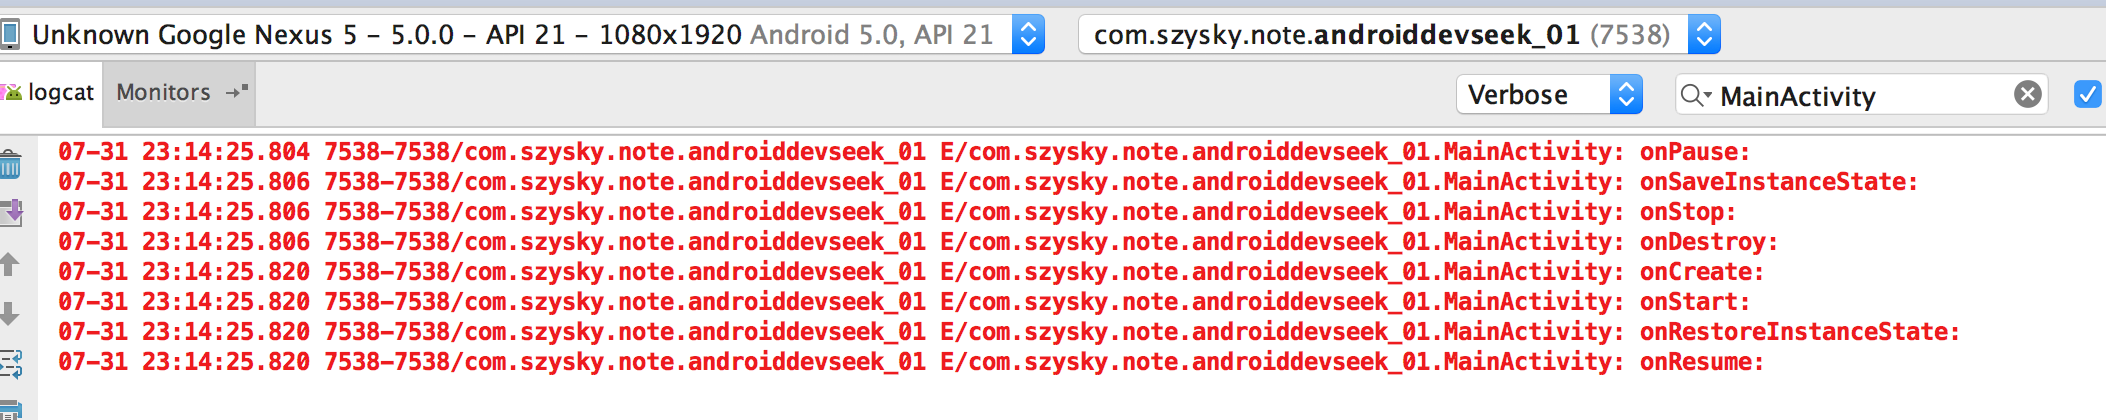 Unknown Google Nexus 5 – 5.0.0 – API 21 – 1080x1920 Android 5.0, API 21
com.szysky.note.androiddevseek_01 (7538)
logcat
Monitors
Verbose
MainActivity
07-31 23:14:25.804 7538-7538/com.szysky.note.androiddevseek_01 E/com.szysky.note.androiddevseek_01.MainActivity: onPause:
07-31 23:14:25.806 7538-7538/com.szysky.note.androiddevseek_01 E/com.szysky.note.androiddevseek_01.MainActivity: onSaveInstanceState:
07-31 23:14:25.806 7538-7538/com.szysky.note.androiddevseek_01 E/com.szysky.note.androiddevseek_01.MainActivity: onStop:
07-31 23:14:25.806 7538-7538/com.szysky.note.androiddevseek_01 E/com.szysky.note.androiddevseek_01.MainActivity: onDestroy:
07-31 23:14:25.820 7538-7538/com.szysky.note.androiddevseek_01 E/com.szysky.note.androiddevseek_01.MainActivity: onCreate:
07-31 23:14:25.820 7538-7538/com.szysky.note.androiddevseek_01 E/com.szysky.note.androiddevseek_01.MainActivity: onStart:
07-31 23:14:25.820 7538-7538/com.szysky.note.androiddevseek_01 E/com.szysky.note.androiddevseek_01.MainActivity: onRestoreInstanceState:
07-31 23:14:25.820 7538-7538/com.szysky.note.androiddevseek_01 E/com.szysky.note.androiddevseek_01.MainActivity: onResume: